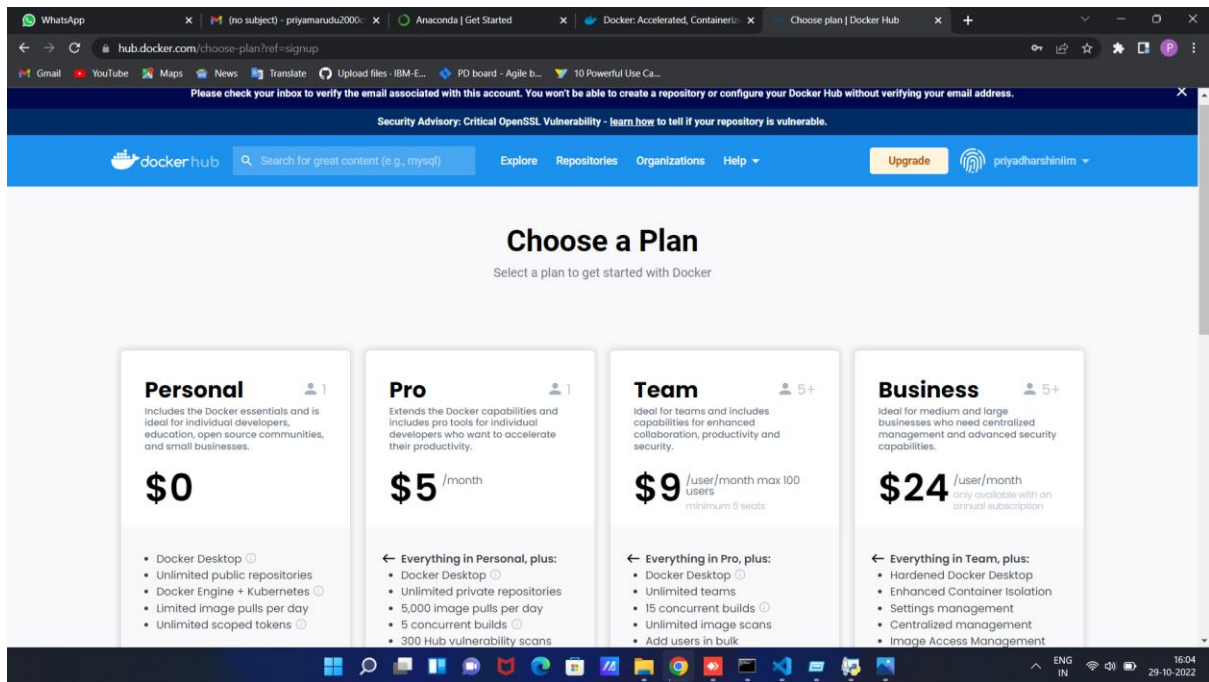 WhatsApp
(no subject) - priyamarudu2000
Anaconda | Get Started
Docker: Accelerated, Containeriz
Choose plan | Docker Hub
hub.docker.com/choose-plan?ref=signup
P
Gmail
YouTube
Maps
News
Translate
Upload files · IBM-E...
PD board - Agile b...
10 Powerful Use Ca...
Please check your inbox to verify the email associated with this account. You won't be able to create a repository or configure your Docker Hub without verifying your email address.
Security Advisory: Critical OpenSSL Vulnerability - learn how to tell if your repository is vulnerable.
dockerhub
Search for great content (e.g., mysql)
Explore
Repositories
Organizations
Help
Upgrade
priyadharshiniim
Choose a Plan
Select a plan to get started with Docker
Personal
1
Includes the Docker essentials and is
ideal for individual developers,
education, open source communities,
and small businesses.
$0
• Docker Desktop
• Unlimited public repositories
• Docker Engine + Kubernetes
• Limited image pulls per day
• Unlimited scoped tokens
Pro
1
Extends the Docker capabilities and
includes pro tools for individual
developers who want to accelerate
their productivity.
$5 /month
← Everything in Personal, plus:
• Docker Desktop
• Unlimited private repositories
• 5,000 image pulls per day
• 5 concurrent builds
• 300 Hub vulnerability scans
Team
5+
Ideal for teams and includes
capabilities for enhanced
collaboration, productivity and
security.
$9 /user/month max 100
users
minimum 5 seats
← Everything in Pro, plus:
• Docker Desktop
• Unlimited teams
• 15 concurrent builds
• Unlimited image scans
• Add users in bulk
Business
5+
Ideal for medium and large
businesses who need centralized
management and advanced security
capabilities.
$24 /user/month
only available with an
annual subscription
← Everything in Team, plus:
• Hardened Docker Desktop
• Enhanced Container Isolation
• Settings management
• Centralized management
• Image Access Management
ENG
IN
16:04
29-10-2022